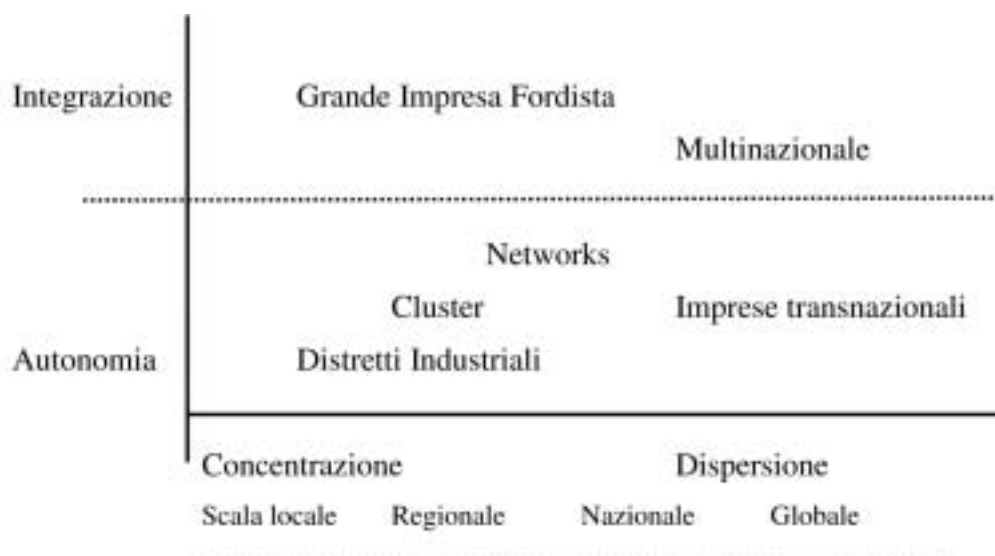 Integrazione Grande Impresa Fordista
Multinazionale
Networks
Cluster Imprese transnazionali
Autonomia Distretti Industriali
Concentrazione Dispersione
Scala locale Regionale Nazionale Globale